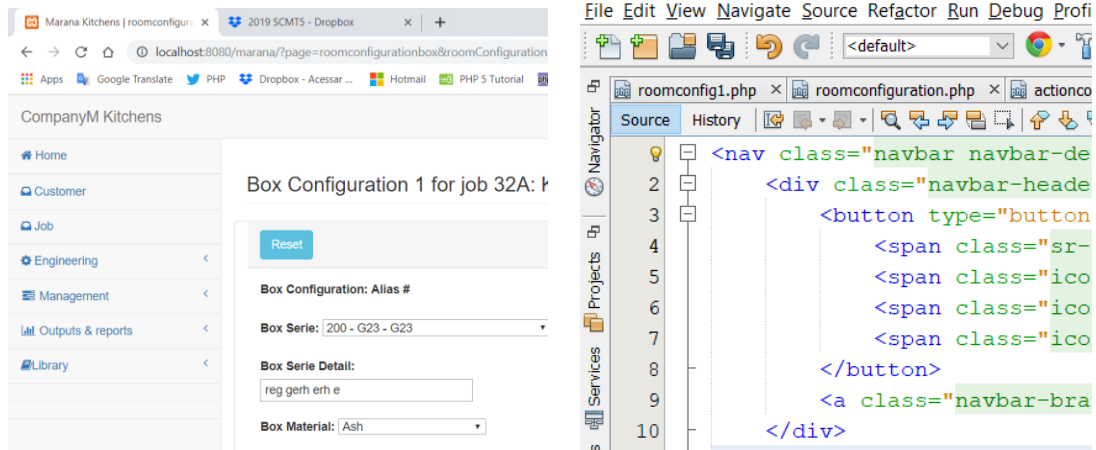 Marana Kitchens | roomconfigura ×
2019 SCMT5 - Dropbox × +
localhost:8080/marana/?page=roomconfigurationbox&roomConfiguration
Apps Google Translate PHP Dropbox - Acessar ... Hotmail PHP 5 Tutorial
CompanyM Kitchens
Home
Customer
Job
Engineering
Management
Outputs & reports
Library
Box Configuration 1 for job 32A:
Reset
Box Configuration: Alias #
Box Serie: 200 - G23 - G23
Box Serie Detail:
reg gerh erh e
Box Material: Ash
File Edit View Navigate Source Refactor Run Debug Profi
<default>
roomconfig1.php × roomconfiguration.php × actionco
Source History
Navigator
Projects
Services
<nav class="navbar navbar-de
2 <div class="navbar-heade
3 <button type="button
4 <span class="sr-
5 <span class="ico
6 <span class="ico
7 <span class="ico
8 </button>
9 <a class="navbar-bra
10 </div>